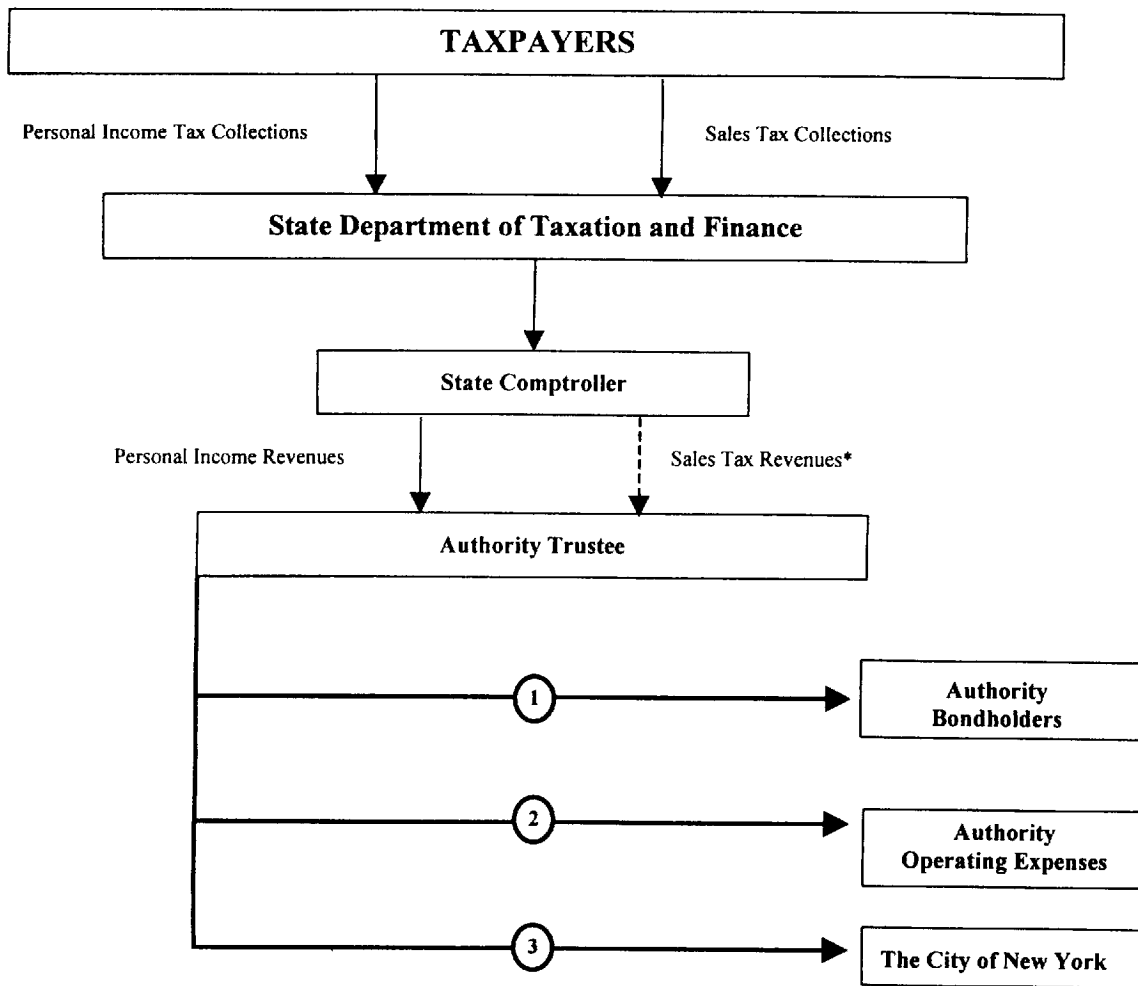 TAXPAYERS
Personal Income Tax Collections
Sales Tax Collections
State Department of Taxation and Finance
State Comptroller
Personal Income Revenues
Sales Tax Revenues*
Authority Trustee
1
Authority
Bondholders
2
Authority
Operating Expenses
3
The City of New York